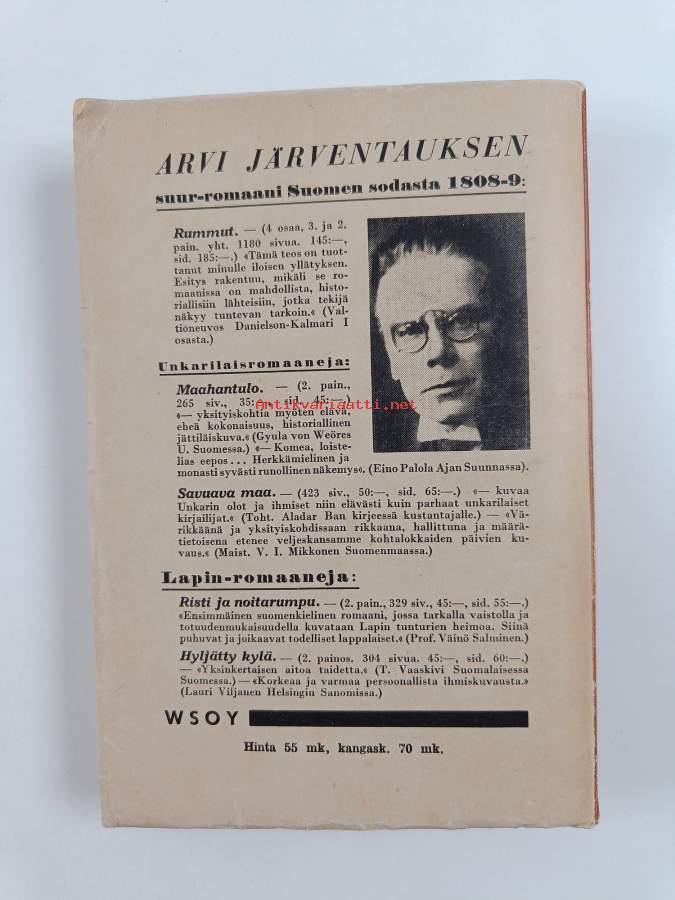 ARVI JÄRVENTAUKSEN
suur-romaani Suomen sodasta 1808-9:
Rummut. — (4 osaa, 3. ja 2.
pain. yht. 1180 sivua. 145:—,
sid. 185:—.) «Tämä teos on tuot-
tanut minulle iloisen yllätyksen.
Esitys rakentuu, mikäli se ro-
maanissa on mahdollista, histo-
riallisiin lähteisiin, jotka tekijä
näkyy tuntevan tarkoin.« (Val-
tioneuvos Danielson-Kalmari I
osasta.)
Unkarilaisromaaneja:
Maahantulo. — (2. pain.,
265 siv., 35:—, sid. 45:—.)
Antikvariaatti.net
«— yksityiskohtia myöten elävä,
eheä kokonaisuus, historiallinen
jättiläiskuva.« (Gyula von Weöres
U. Suomessa.) «— Komea, loiste-
lias eepos ... Herkkämielinen ja
monasti syvästi runollinen näkemys«. (Eino Palola Ajan Suunnassa).
Savuava maa. — (423 siv., 50:—, sid. 65:—.) «— kuvaa
Unkarin olot ja ihmiset niin elävästi kuin parhaat unkarilaiset
kirjailijat.« (Toht. Aladar Ban kirjeessä kustantajalle.) — «Vä-
rikkäänä ja yksityiskohdissaan rikkaana, hallittuna ja määrä-
tietoisena etenee veljeskansamme kohtalokkaiden päivien ku-
vaus.« (Maist. V. I. Mikkonen Suomenmaassa.)
Lapin-romaaneja:
Risti ja noitarumpu. — (2. pain., 329 siv., 45:—, sid. 55:—.)
«Ensimmäinen suomenkielinen romaani, jossa tarkalla vaistolla ja
totuudenmukaisuudella kuvataan Lapin tunturien heimoa. Siinä
puhuvat ja joikaavat todelliset lappalaiset.« (Prof. Väinö Salminen.)
Hyljätty kylä. — (2. painos. 304 sivua. 45:—, sid. 60:—.)
— «Yksinkertaisen aitoa taidetta.« (T. Vaaskivi Suomalaisessa
Suomessa.) — «Korkeaa ja varmaa persoonallista ihmiskuvausta.»
(Lauri Viljanen Helsingin Sanomissa.)
WSOY
Hinta 55 mk, kangask. 70 mk.